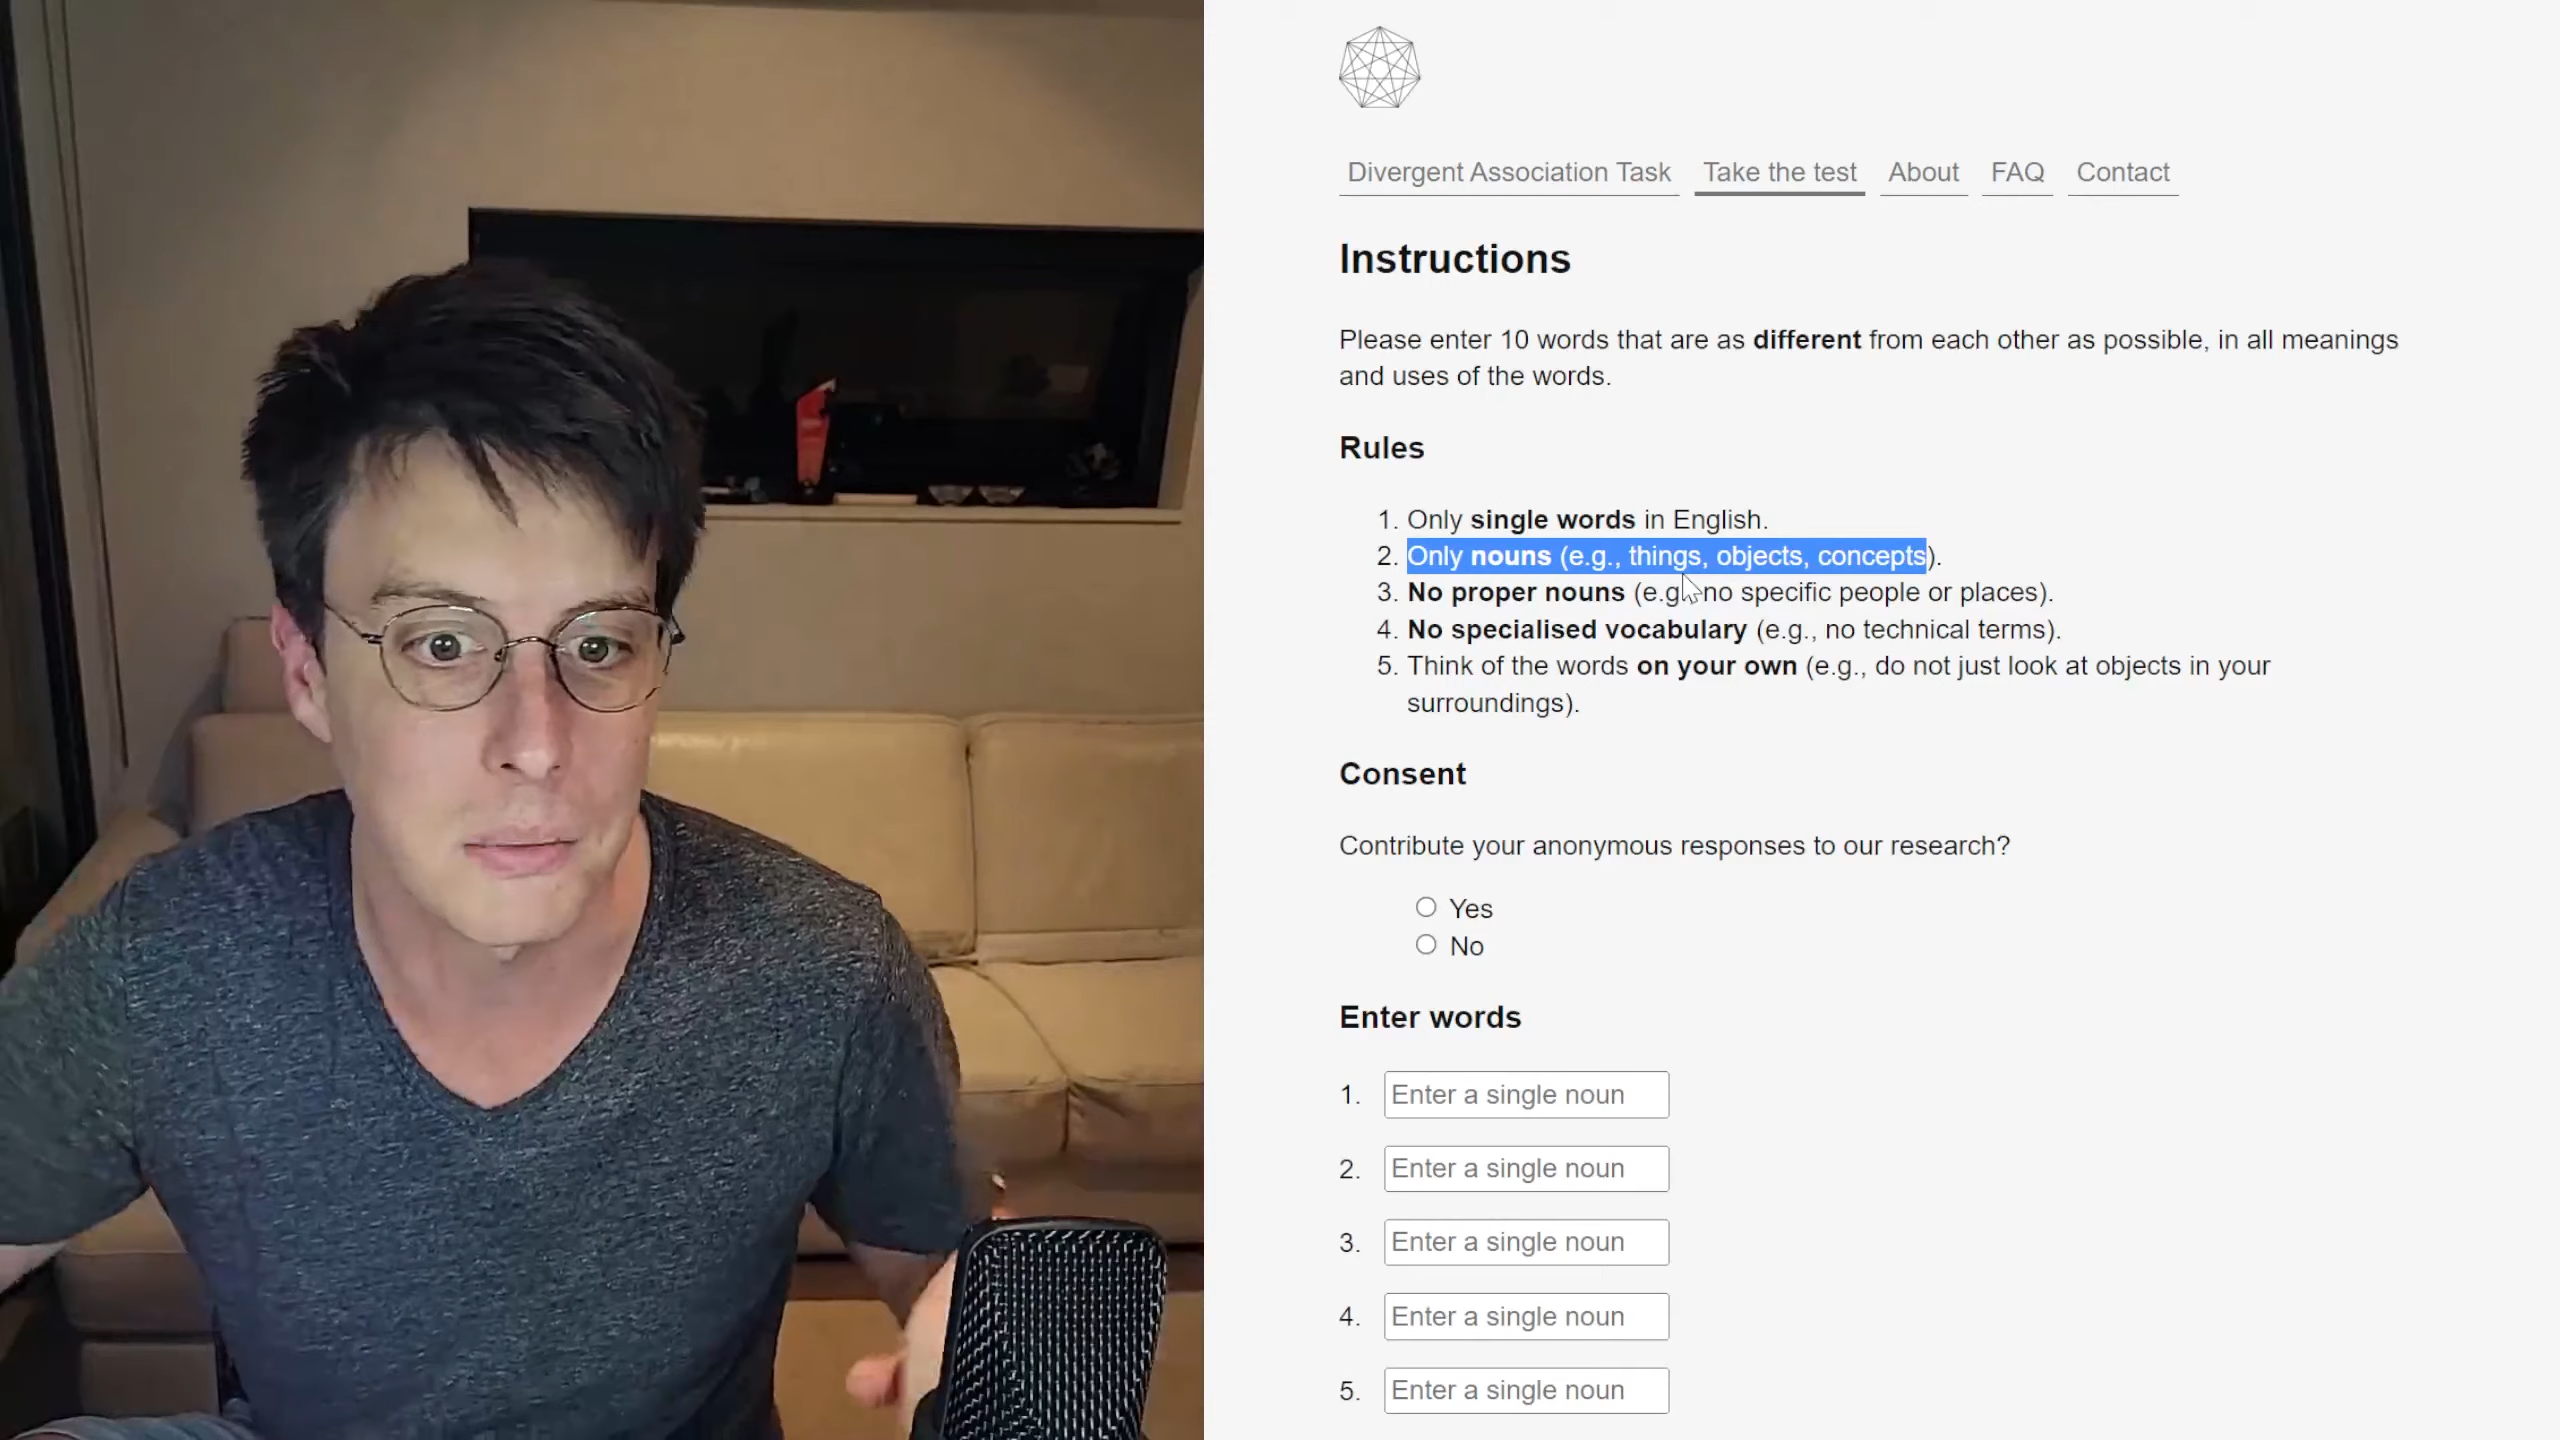 Divergent Association Task Take the test About FAQ Contact
Instructions
Please enter 10 words that are as different from each other as possible, in all meanings
and uses of the words.
Rules
1. Only single words in English.
2. Only nouns (e.g., things, objects, concepts).
3. No proper nouns (e.g., no specific people or places).
4. No specialised vocabulary (e.g., no technical terms).
5. Think of the words on your own (e.g., do not just look at objects in your
surroundings).
Consent
Contribute your anonymous responses to our research?
Yes
No
Enter words
1. Enter a single noun
2. Enter a single noun
3. Enter a single noun
4. Enter a single noun
5. Enter a single noun